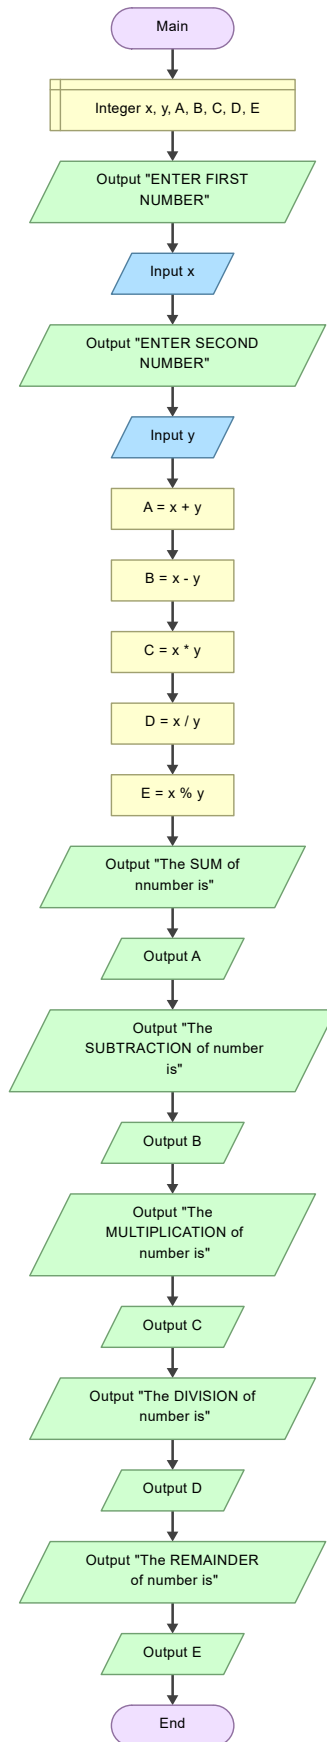 Main
Integer x, y, A, B, C, D, E
Output "ENTER FIRST
NUMBER"
Input x
Output "ENTER SECOND
NUMBER"
Input y
A = x + y
B = x - y
C = x * y
D = x / y
E = x % y
Output "The SUM of
nnumber is"
Output A
Output "The
SUBTRACTION of number
is"
Output B
Output "The
MULTIPLICATION of
number is"
Output C
Output "The DIVISION of
number is"
Output D
Output "The REMAINDER
of number is"
Output E
End